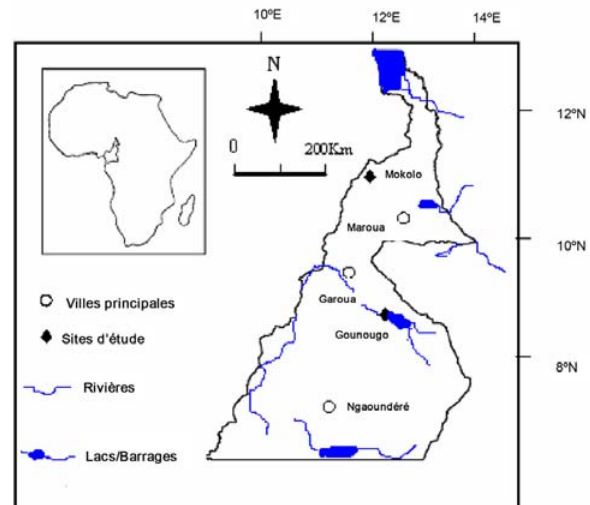 10ºE 12ºE 14ºE
N
0 200Km
12ºN
Mokolo
Maroua
10ºN
Garoua
Gounougo
8ºN
Ngaoundéré
Villes principales
Sites d'étude
Rivières
Lacs/Barrages